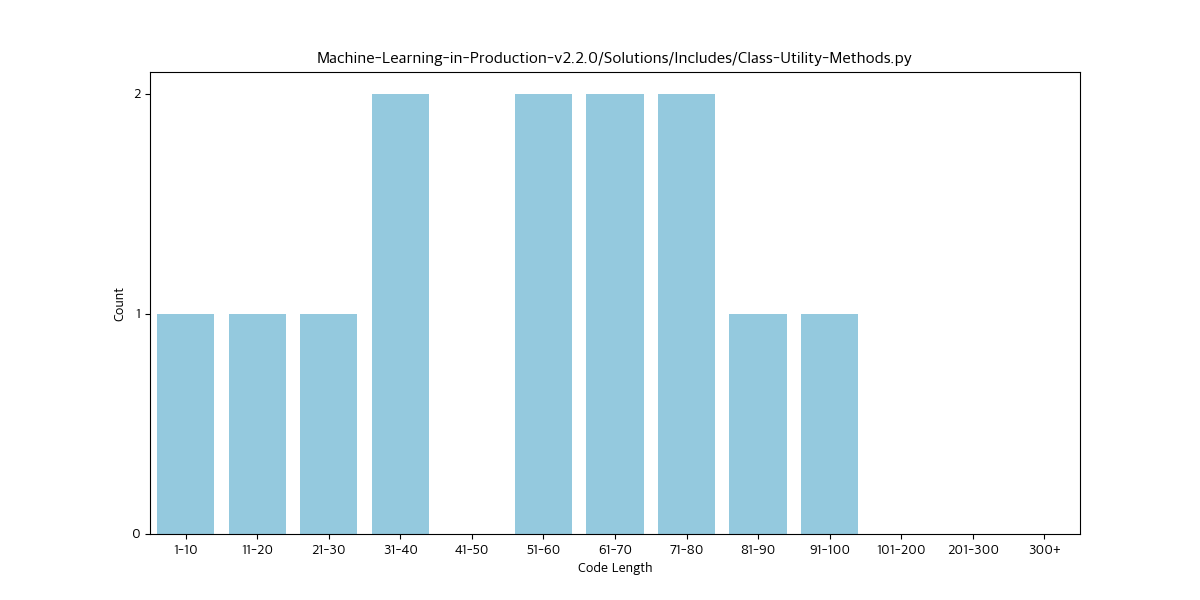 Machine-Learning-in-Production-v2.2.0/Solutions/Includes/Class-Utility-Methods.py
2
1
0
Count
1-10 11-20 21-30 31-40 41-50 51-60 61-70 71-80 81-90 91-100 101-200 201-300 300+
Code Length